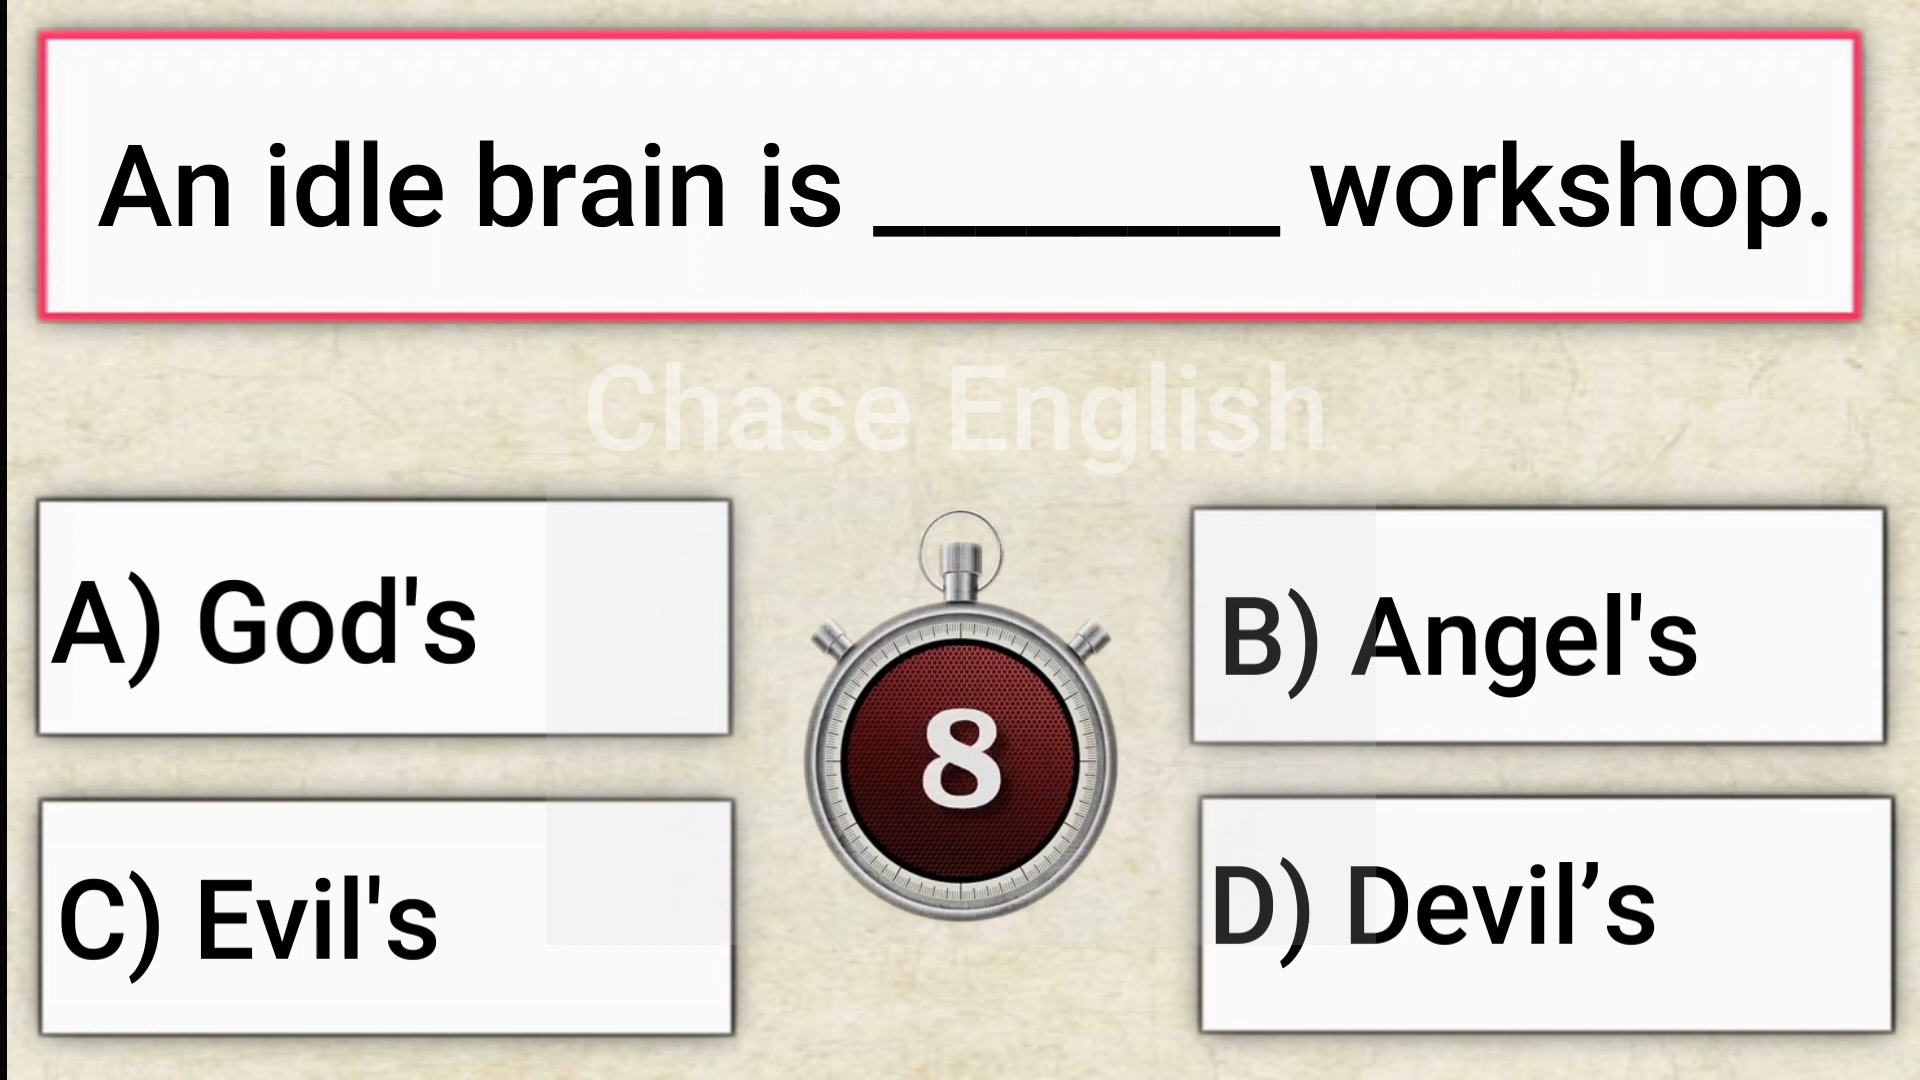 An idle brain is ________ workshop.
Chase English
A) God's
B) Angel's
8
C) Evil's
D) Devil’s